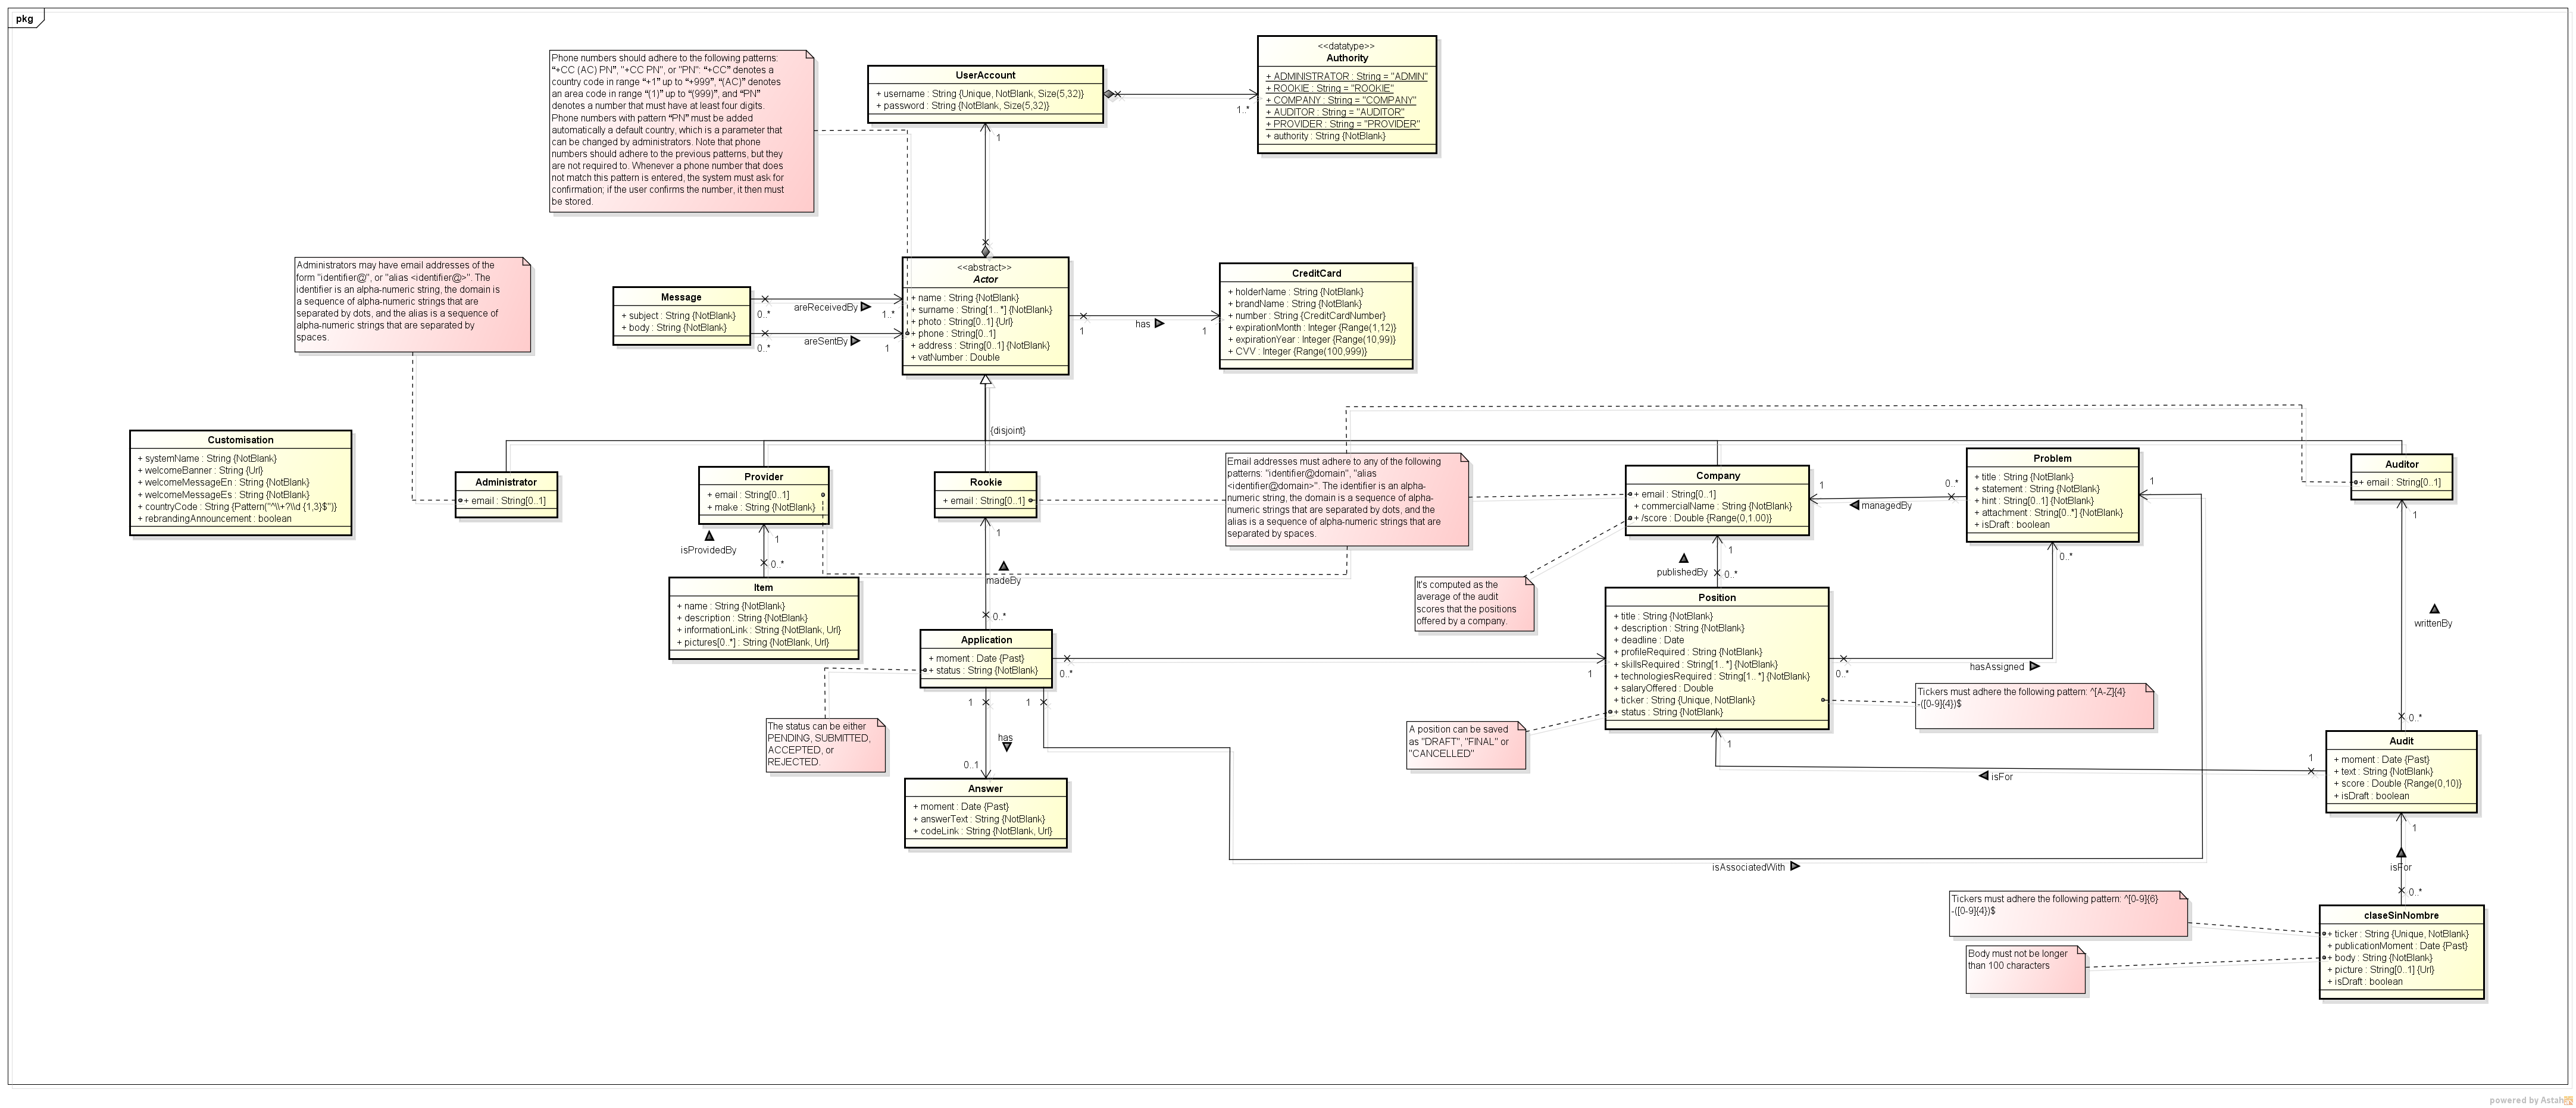 pkg
Phone numbers should adhere to the following patterns:
“+CC (AC) PN”, "+CC PN", or "PN": “+CC” denotes a
country code in range “+1” up to “+999”, “(AC)” denotes
an area code in range “(1)” up to “(999)”, and “PN”
denotes a number that must have at least four digits.
Phone numbers with pattern “PN” must be added
automatically a default country, which is a parameter that
can be changed by administrators. Note that phone
numbers should adhere to the previous patterns, but they
are not required to. Whenever a phone number that does
not match this pattern is entered, the system must ask for
confirmation; if the user confirms the number, it then must
be stored.
UserAccount
+ username : String {Unique, NotBlank, Size(5,32)}
+ password : String {NotBlank, Size(5,32)}
1..*
1
<<datatype>>
Authority
+ ADMINISTRATOR : String = "ADMIN"
+ ROOKIE : String = "ROOKIE"
+ COMPANY : String = "COMPANY"
+ AUDITOR : String = "AUDITOR"
+ PROVIDER : String = "PROVIDER"
+ authority : String {NotBlank}
Administrators may have email addresses of the
form "identifier@", or "alias <identifier@>". The
identifier is an alpha-numeric string, the domain is
a sequence of alpha-numeric strings that are
separated by dots, and the alias is a sequence of
alpha-numeric strings that are separated by
spaces.
Message
+ subject : String {NotBlank}
+ body : String {NotBlank}
0..*
areReceivedBy
1..*
0..*
areSentBy
1
<<abstract>>
Actor
+ name : String {NotBlank}
+ surname : String[1.. *] {NotBlank}
+ photo : String[0..1] {Url}
+ phone : String[0..1]
+ address : String[0..1] {NotBlank}
+ vatNumber : Double
1
has
1
CreditCard
+ holderName : String {NotBlank}
+ brandName : String {NotBlank}
+ number : String {CreditCardNumber}
+ expirationMonth : Integer {Range(1,12)}
+ expirationYear : Integer {Range(10,99)}
+ CVV : Integer {Range(100,999)}
{disjoint}
Customisation
+ systemName : String {NotBlank}
+ welcomeBanner : String {Url}
+ welcomeMessageEn : String {NotBlank}
+ welcomeMessageEs : String {NotBlank}
+ countryCode : String {Pattern("^\\+?\\d {1,3}$")}
+ rebrandingAnnouncement : boolean
Administrator
+ email : String[0..1]
Provider
+ email : String[0..1]
+ make : String {NotBlank}
isProvidedBy
1
0..*
Item
+ name : String {NotBlank}
+ description : String {NotBlank}
+ informationLink : String {NotBlank, Url}
+ pictures[0..*] : String {NotBlank, Url}
Rookie
+ email : String[0..1]
1
madeBy
0..*
Email addresses must adhere to any of the following
patterns: "identifier@domain", "alias
<identifier@domain>". The identifier is an alpha-
numeric string, the domain is a sequence of alpha-
numeric strings that are separated by dots, and the
alias is a sequence of alpha-numeric strings that are
separated by spaces.
Company
+ email : String[0..1]
+ commercialName : String {NotBlank}
+ /score : Double {Range(0,1.00)}
1
managedBy
0..*
Problem
+ title : String {NotBlank}
+ statement : String {NotBlank}
+ hint : String[0..1] {NotBlank}
+ attachment : String[0..*] {NotBlank}
+ isDraft : boolean
1
0..*
Auditor
+ email : String[0..1]
1
writtenBy
0..*
It's computed as the
average of the audit
scores that the positions
offered by a company.
1
publishedBy
0..*
Position
+ title : String {NotBlank}
+ description : String {NotBlank}
+ deadline : Date
+ profileRequired : String {NotBlank}
+ skillsRequired : String[1.. *] {NotBlank}
+ technologiesRequired : String[1.. *] {NotBlank}
+ salaryOffered : Double
+ ticker : String {Unique, NotBlank}
+ status : String {NotBlank}
0..*
hasAssigned
Tickers must adhere the following pattern: ^[A-Z]{4}
-([0-9]{4})$
A position can be saved
as "DRAFT", "FINAL" or
"CANCELLED"
Application
+ moment : Date {Past}
+ status : String {NotBlank}
0..*
1
The status can be either
PENDING, SUBMITTED,
ACCEPTED, or
REJECTED.
1
1
has
0..1
Answer
+ moment : Date {Past}
+ answerText : String {NotBlank}
+ codeLink : String {NotBlank, Url}
1
isFor
1
Audit
+ moment : Date {Past}
+ text : String {NotBlank}
+ score : Double {Range(0,10)}
+ isDraft : boolean
isAssociatedWith
1
isFor
0..*
Tickers must adhere the following pattern: ^[0-9]{6}
-([0-9]{4})$
Body must not be longer
than 100 characters
claseSinNombre
+ ticker : String {Unique, NotBlank}
+ publicationMoment : Date {Past}
+ body : String {NotBlank}
+ picture : String[0..1] {Url}
+ isDraft : boolean
powered by Astah